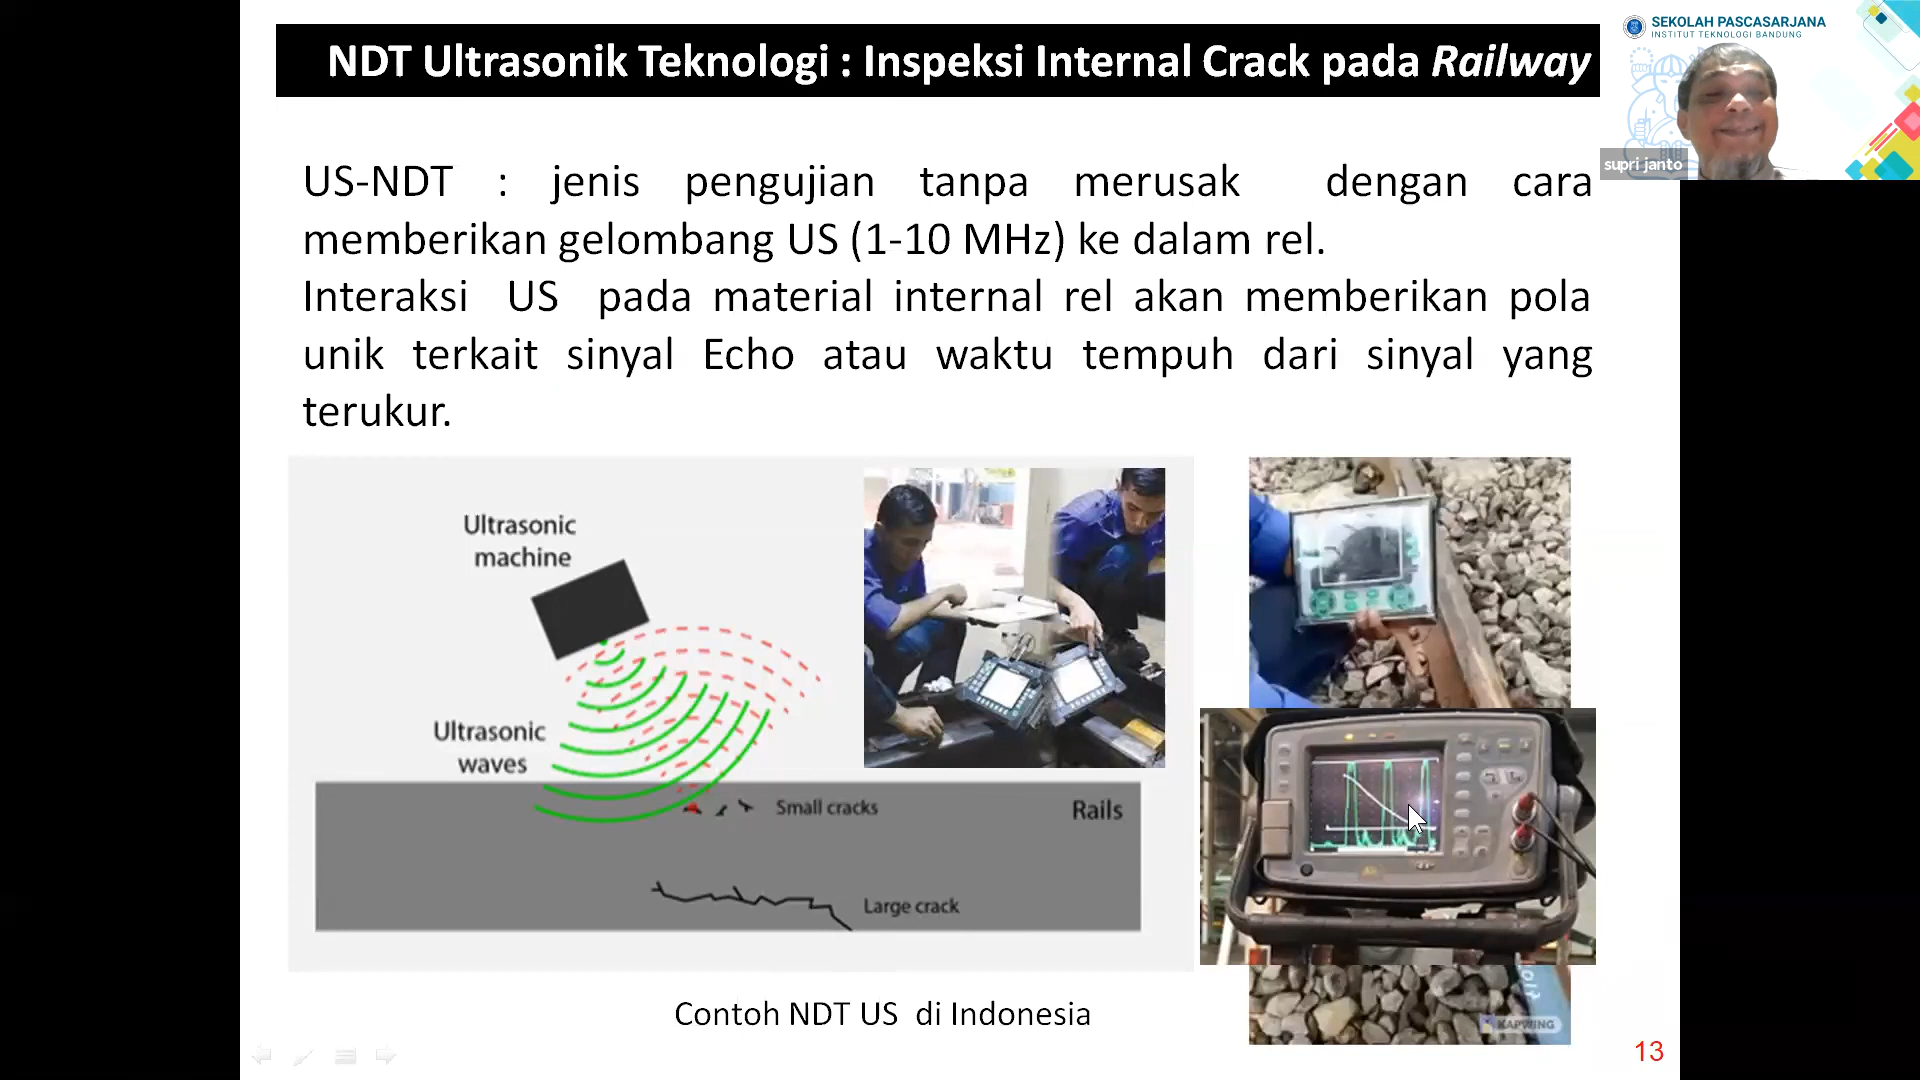 NDT Ultrasonik Teknologi : Inspeksi Internal Crack pada Railway
SEKOLAH PASCASARJANA
INSTITUT TEKNOLOGI BANDUNG
supri janto
US-NDT : jenis pengujian tanpa merusak dengan cara
memberikan gelombang US (1-10 MHz) ke dalam rel.
Interaksi US pada material internal rel akan memberikan pola
unik terkait sinyal Echo atau waktu tempuh dari sinyal yang
terukur.
Ultrasonic
machine
Ultrasonic
waves
Small cracks
Rails
Large crack
Contoh NDT US di Indonesia
KAPWING
13